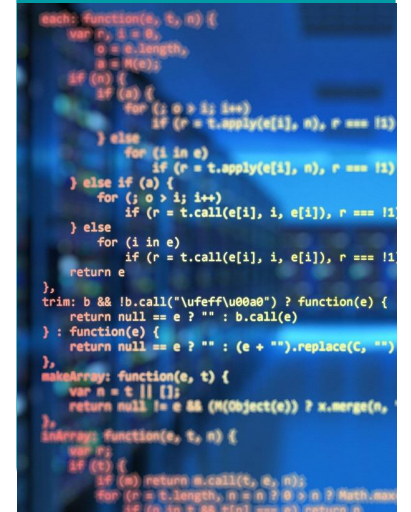 each: function(e, t, n) {
var r, i = 0,
o = e.length,
a = M(e);
if (n) {
if (a) {
for (; o > i; i++)
if (r = t.apply(e[i], n), r === !1)
} else
for (i in e)
if (r = t.apply(e[i], n), r === !1)
} else if (a) {
for (; o > i; i++)
if (r = t.call(e[i], i, e[i]), r === !1
} else
for (i in e)
if (r = t.call(e[i], i, e[i]), r === !1
return e
},
trim: b && !b.call("\ufeff\u00a0") ? function(e) {
return null == e ? "" : b.call(e)
} : function(e) {
return null == e ? "" : (e + "").replace(C, "")
},
makeArray: function(e, t) {
var n = t || [];
return null != e && (M(Object(e)) ? x.merge(n, "
},
inArray: function(e, t, n) {
var r;
if (t) {
if (m) return m.call(t, e, n);
for (r = t.length, n = n ? 0 > n ? Math.max
if (n in t && t[n] === e) return n